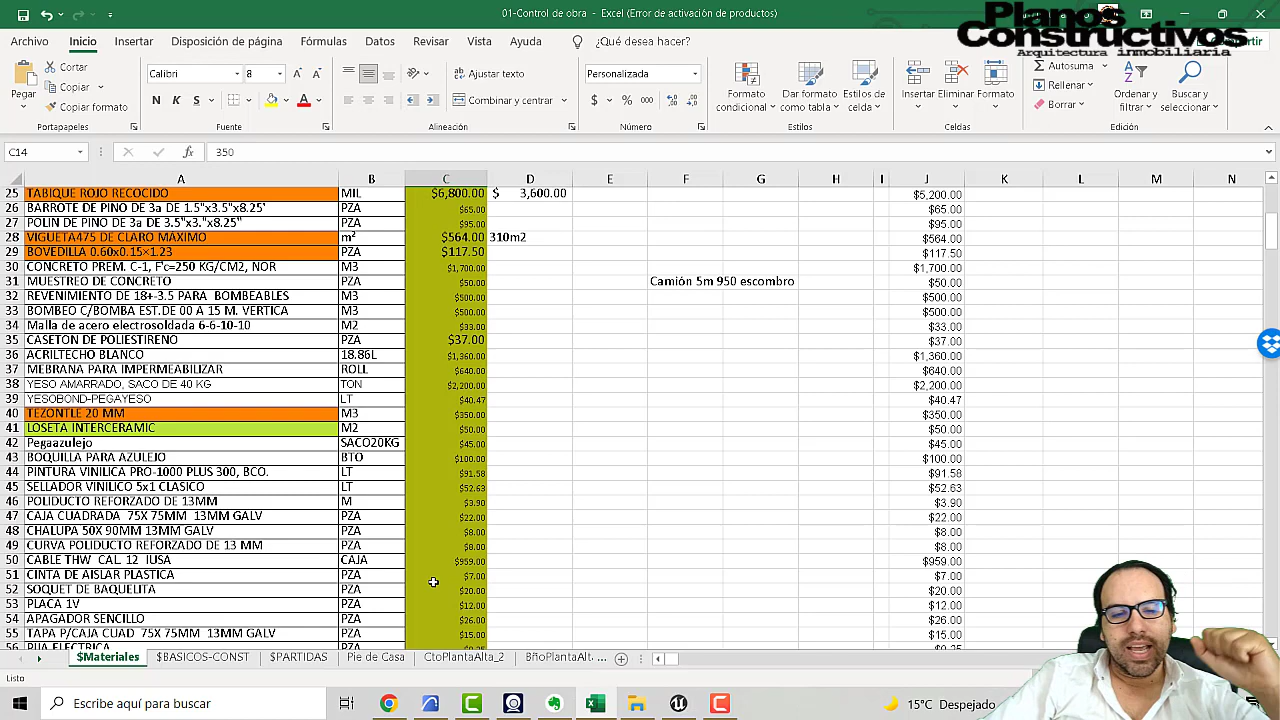 01-Control de obra - Excel (Error de activación de productos)
Planos
Constructivos
Arquitectura inmobiliaria
Archivo Inicio Insertar Disposición de página Fórmulas Datos Revisar Vista Ayuda ¿Qué desea hacer?
Pegar
Cortar
Copiar
Copiar formato
Portapapeles
Calibri 8
N K S
Fuente
Ajustar texto
Combinar y centrar
Alineación
Personalizada
$ % 000
Número
Formato condicional
Dar formato como tabla
Estilos de celda
Estilos
Insertar Eliminar Formato
Celdas
Autosuma
Rellenar
Borrar
Ordenar y filtrar
Buscar y seleccionar
Edición
C14 fx 350
A B C D E F G H I J K L M N
25 TABIQUE ROJO RECOCIDO MIL $6,800.00 $ 3,600.00 $5,200.00
26 BARROTE DE PINO DE 3a DE 1.5"x3.5"x8.25' PZA $65.00 $65.00
27 POLIN DE PINO DE 3a DE 3.5"x3."x8.25" PZA $95.00 $95.00
28 VIGUETA475 DE CLARO MAXIMO m² $564.00 310m2 $564.00
29 BOVEDILLA 0.60x0.15×1.23 PZA $117.50 $117.50
30 CONCRETO PREM. C-1, F'c=250 KG/CM2, NOR M3 $1,700.00 $1,700.00
31 MUESTREO DE CONCRETO PZA $50.00 Camión 5m 950 escombro $50.00
32 REVENIMIENTO DE 18+-3.5 PARA BOMBEABLES M3 $500.00 $500.00
33 BOMBEO C/BOMBA EST.DE 00 A 15 M. VERTICA M3 $500.00 $500.00
34 Malla de acero electrosoldada 6-6-10-10 M2 $33.00 $33.00
35 CASETON DE POLIESTIRENO PZA $37.00 $37.00
36 ACRILTECHO BLANCO 18.86L $1,360.00 $1,360.00
37 MEBRANA PARA IMPERMEABILIZAR ROLL $640.00 $640.00
38 YESO AMARRADO, SACO DE 40 KG TON $2,200.00 $2,200.00
39 YESOBOND-PEGAYESO LT $40.47 $40.47
40 TEZONTLE 20 MM M3 $350.00 $350.00
41 LOSETA INTERCERAMIC M2 $50.00 $50.00
42 Pegaazulejo SACO20KG $45.00 $45.00
43 BOQUILLA PARA AZULEJO BTO $100.00 $100.00
44 PINTURA VINILICA PRO-1000 PLUS 300, BCO. LT $91.58 $91.58
45 SELLADOR VINILICO 5x1 CLASICO LT $52.63 $52.63
46 POLIDUCTO REFORZADO DE 13MM M $3.90 $3.90
47 CAJA CUADRADA 75X 75MM 13MM GALV PZA $22.00 $22.00
48 CHALUPA 50X 90MM 13MM GALV PZA $8.00 $8.00
49 CURVA POLIDUCTO REFORZADO DE 13 MM PZA $8.00 $8.00
50 CABLE THW CAL. 12 IUSA CAJA $959.00 $959.00
51 CINTA DE AISLAR PLASTICA PZA $7.00 $7.00
52 SOQUET DE BAQUELITA PZA $20.00 $20.00
53 PLACA 1V PZA $12.00 $12.00
54 APAGADOR SENCILLO PZA $26.00 $26.00
55 TAPA P/CAJA CUAD 75X 75MM 13MM GALV PZA $15.00 $15.00
$Materiales $BASICOS-CONST $PARTIDAS Pie de Casa CtoPlantaAlta_2 BñoPlantaAlt. ...
Listo
Escribe aquí para buscar
15°C Despejado